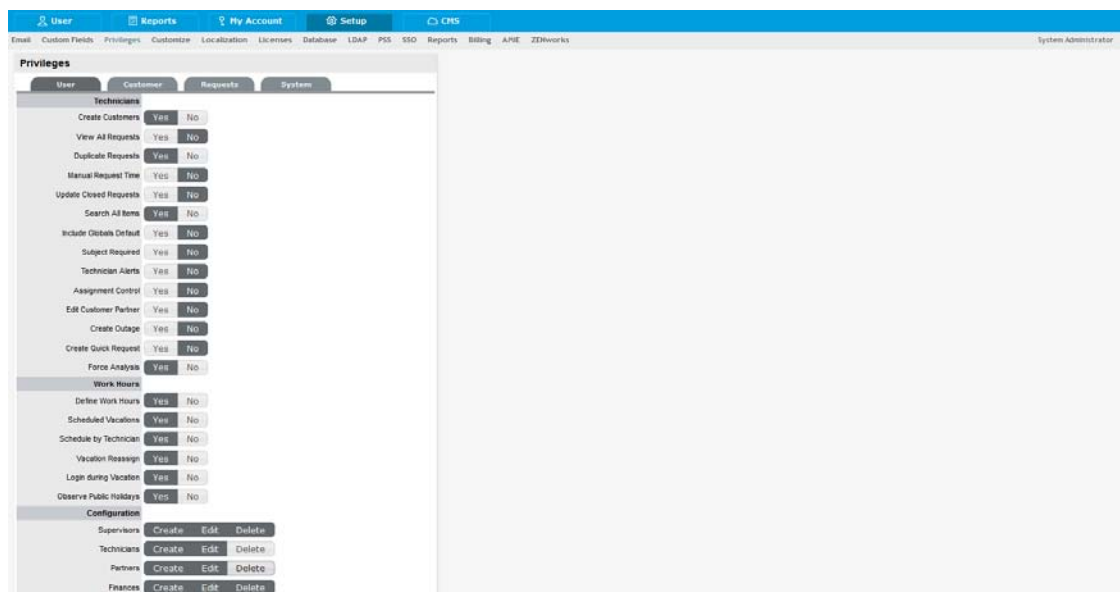 User Reports My Account Setup CMS
Email Custom Fields Privileges Customize Localization Licenses Database LDAP PSS SSO Reports Billing AMIE ZENworks System Administrator
Privileges
User Customer Requests System
Technicians
Create Customers Yes No
View All Requests Yes No
Duplicate Requests Yes No
Manual Request Time Yes No
Update Closed Requests Yes No
Search All Items Yes No
Include Globals Default Yes No
Subject Required Yes No
Technician Alerts Yes No
Assignment Control Yes No
Edit Customer Partner Yes No
Create Outage Yes No
Create Quick Request Yes No
Force Analysis Yes No
Work Hours
Define Work Hours Yes No
Scheduled Vacations Yes No
Schedule by Technician Yes No
Vacation Reassign Yes No
Login during Vacation Yes No
Observe Public Holidays Yes No
Configuration
Supervisors Create Edit Delete
Technicians Create Edit Delete
Partners Create Edit Delete
Finances Create Edit Delete